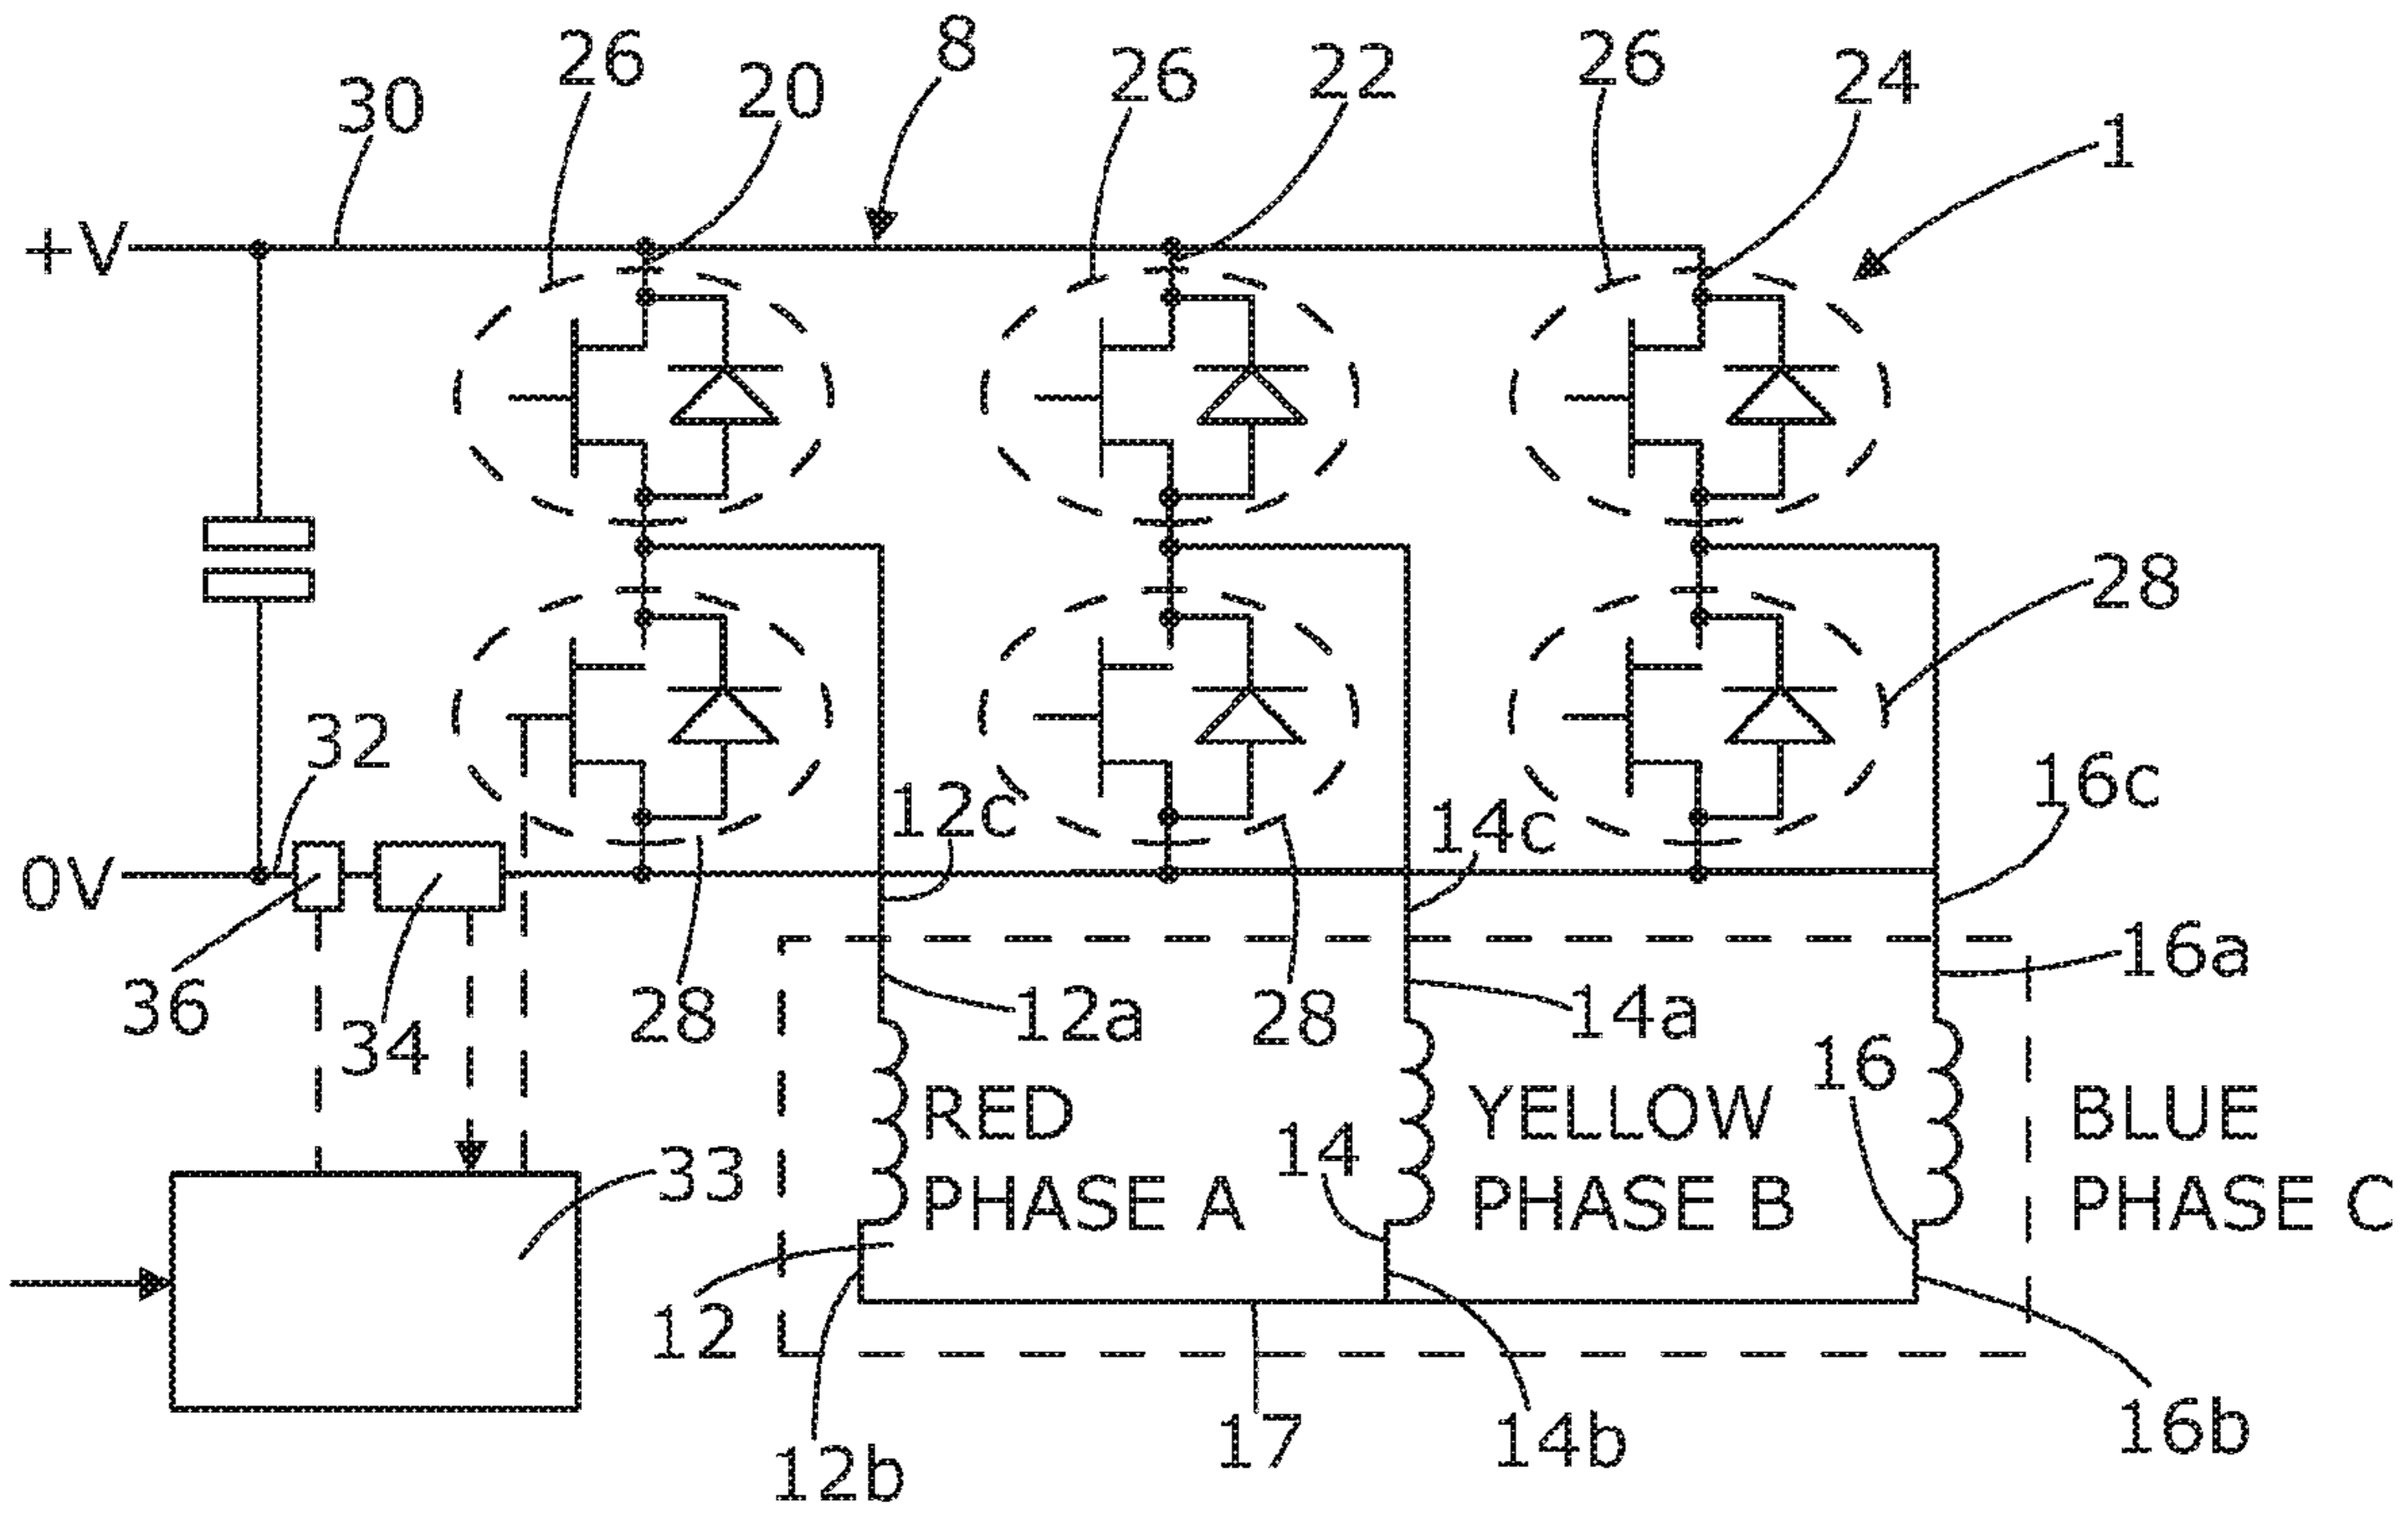 8
26
20
26
22
26
24
30
1
+V
28
32
16c
12c
14c
0V
16a
36
34
28
12a
28
14a
16
RED
PHASE A
YELLOW
PHASE B
BLUE
PHASE C
14
33
12
17
14b
16b
12b